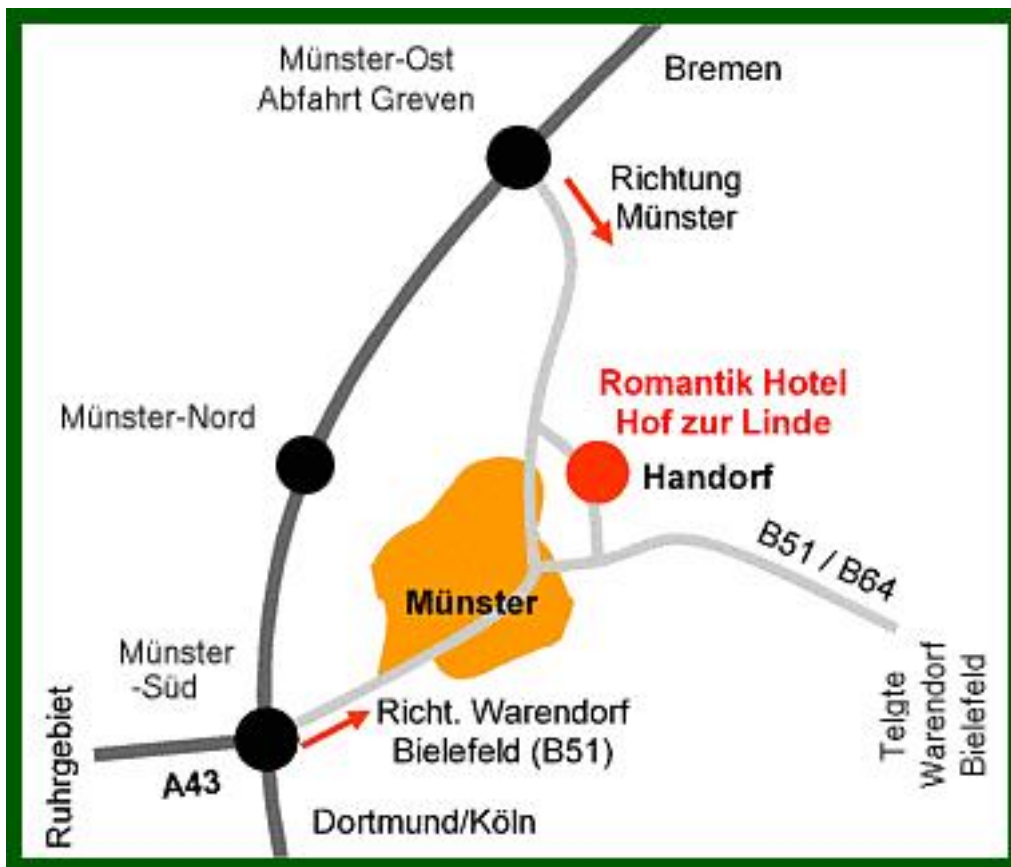 Münster-Ost
Abfahrt Greven
Bremen
Richtung
Münster
Romantik Hotel
Hof zur Linde
Münster-Nord
Handorf
B51 / B64
Münster
Münster
-Süd
Richt. Warendorf
Bielefeld (B51)
Telgte
Warendorf
Bielefeld
Ruhrgebiet
A43
Dortmund/Köln